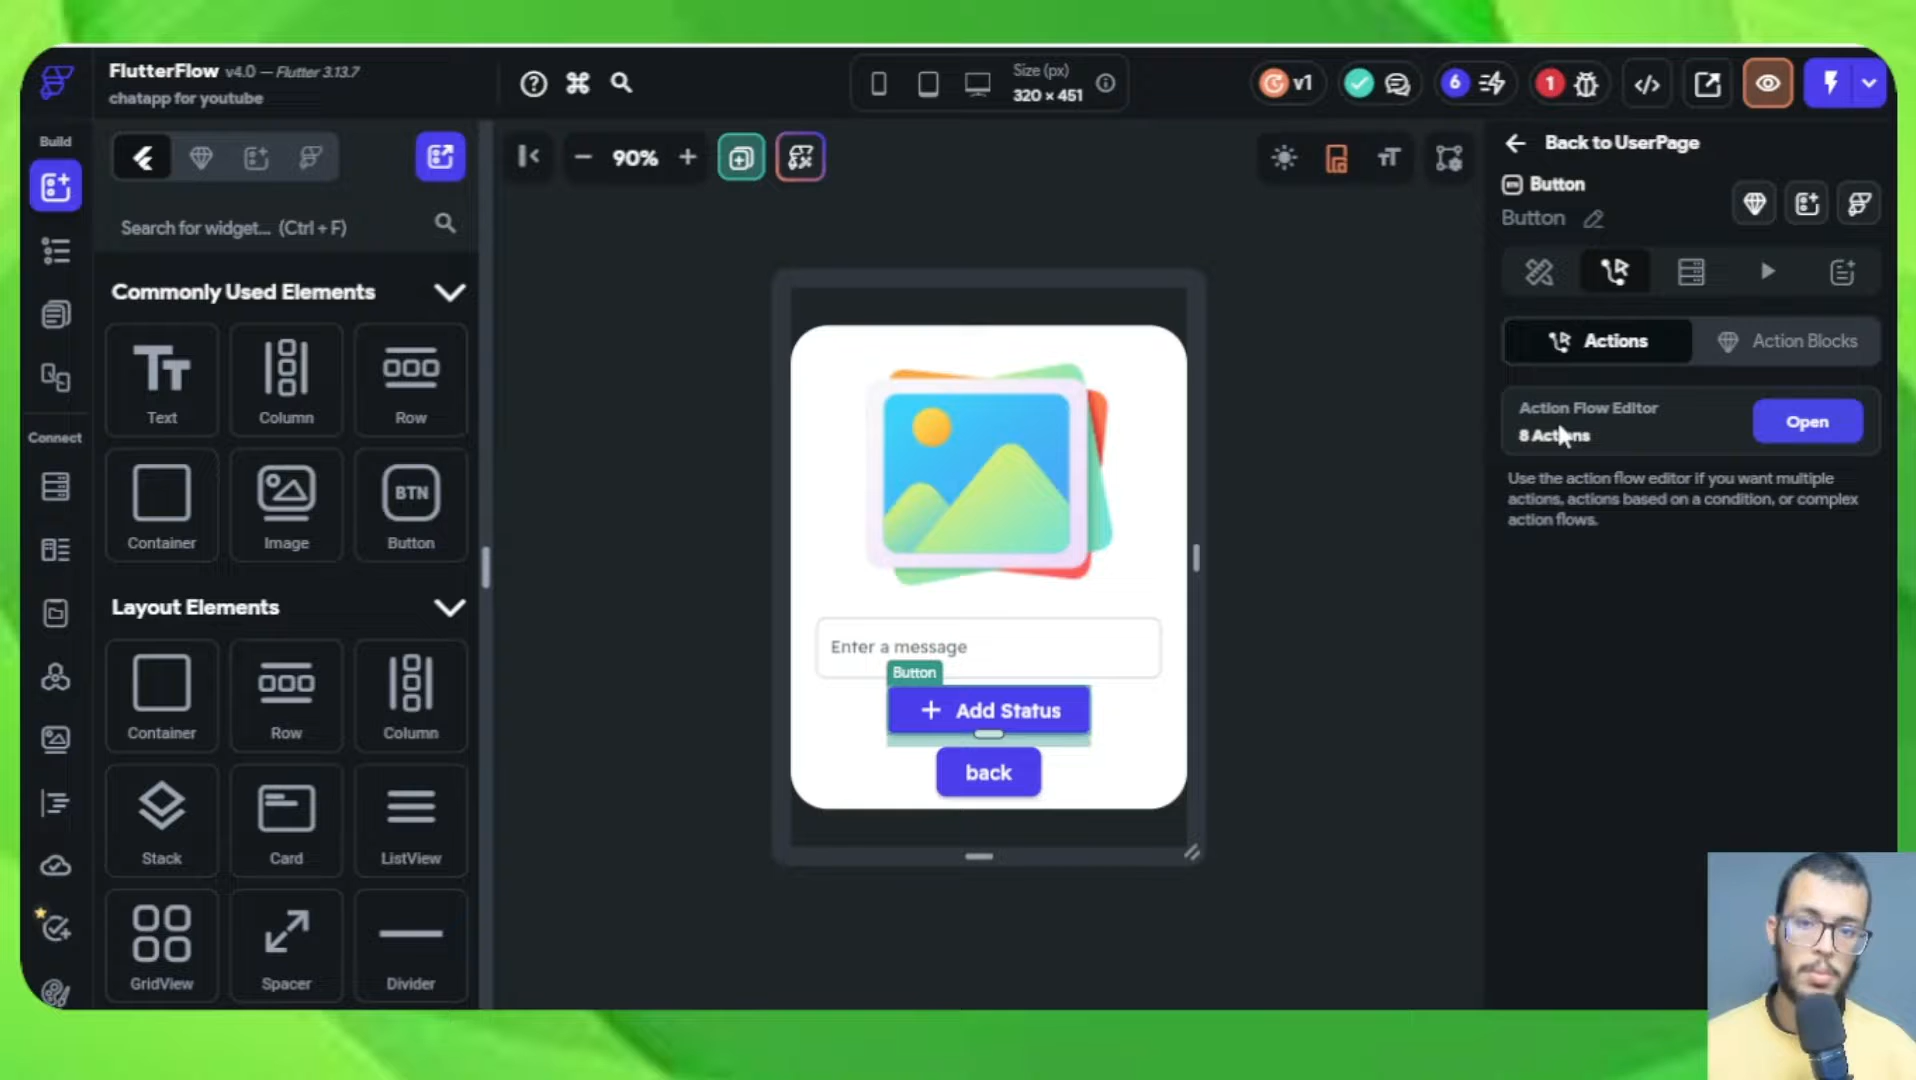 FlutterFlow v4.0 — Flutter 3.13.7
chatapp for youtube
Size (px)
320 × 451
v1
6
1
Build
90%
Back to UserPage
Button
Button
Search for widget... (Ctrl + F)
Commonly Used Elements
Text
Column
Row
Actions
Action Blocks
Action Flow Editor
8 Actions
Open
Connect
Use the action flow editor if you want multiple
actions, actions based on a condition, or complex
action flows.
BTN
Container
Image
Button
Layout Elements
Container
Row
Column
Enter a message
Button
Add Status
back
Stack
Card
ListView
GridView
Spacer
Divider